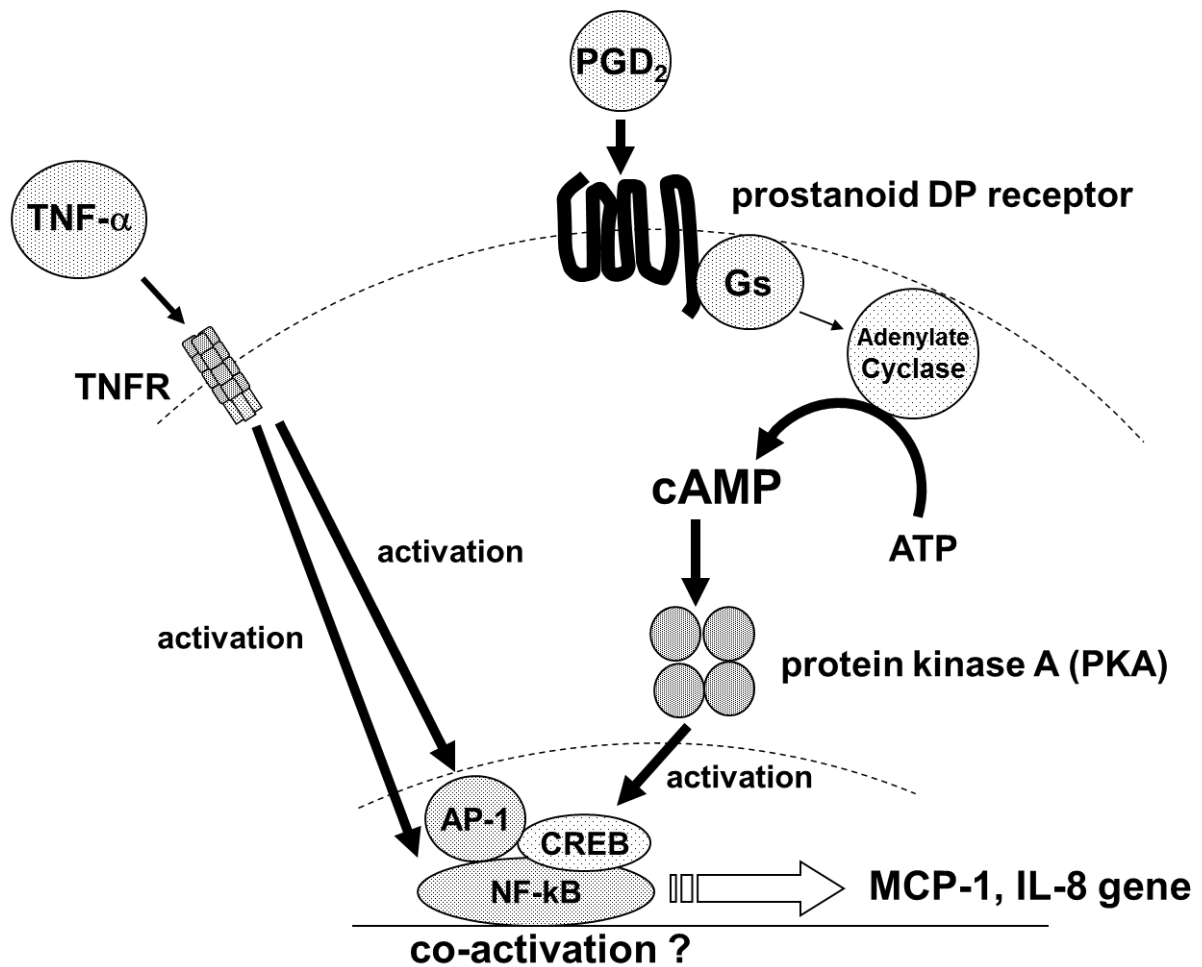 PGD₂
TNF-α
prostanoid DP receptor
Gs
Adenylate
Cyclase
TNFR
cAMP
ATP
activation
activation
protein kinase A (PKA)
activation
AP-1
CREB
NF-kB
MCP-1, IL-8 gene
co-activation ?